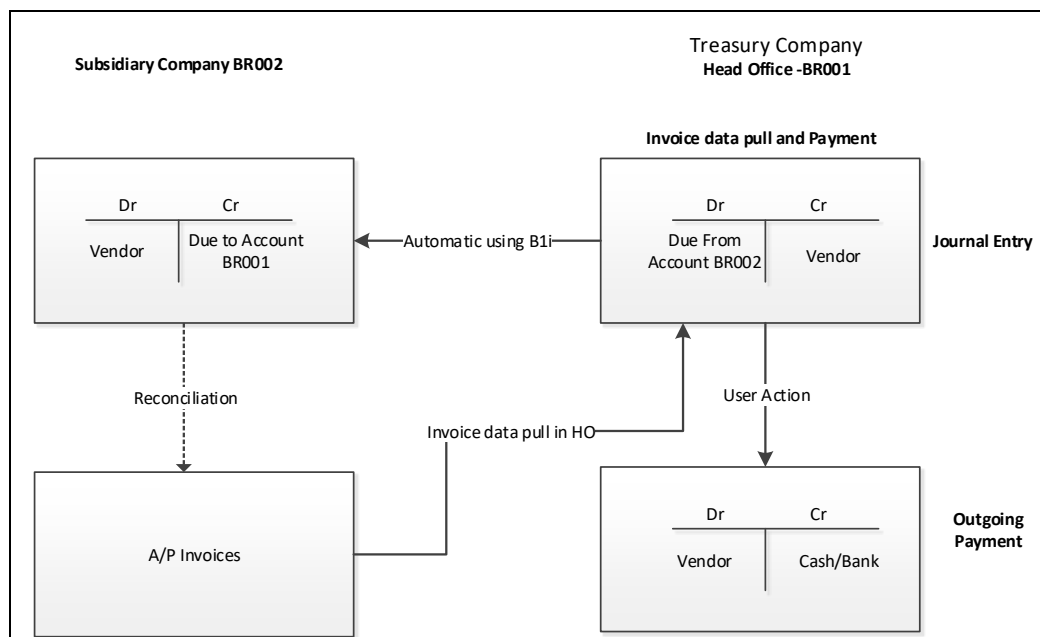 Treasury Company
Subsidiary Company BR002
Head Office -BR001
Invoice data pull and Payment
Dr Cr
Vendor
Due to Account
BR001
Automatic using B1i
Dr Cr
Due From
Account BR002
Vendor
Journal Entry
Reconciliation
User Action
Invoice data pull in HO
A/P Invoices
Dr Cr
Vendor Cash/Bank
Outgoing
Payment